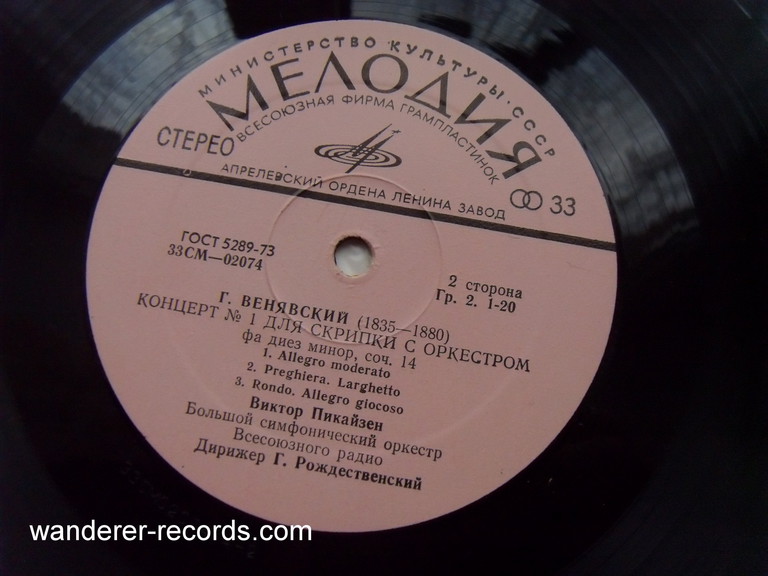 МИНИСТЕРСТВО КУЛЬТУРЫ · СССР
МЕЛОДИЯ
ВСЕСОЮЗНАЯ ФИРМА ГРАМПЛАСТИНОК
СТЕРЕО
АПРЕЛЕВСКИЙ ОРДЕНА ЛЕНИНА ЗАВОД
33
ГОСТ 5289-73
33СМ—02074
2 сторона
Гр. 2. 1-20
Г. ВЕНЯВСКИЙ (1835—1880)
КОНЦЕРТ № 1 ДЛЯ СКРИПКИ С ОРКЕСТРОМ
фа диез минор, соч. 14
1. Allegro moderato
2. Preghiera. Larghetto
3. Rondo. Allegro giocoso
Виктор Пикайзен
Большой симфонический оркестр
Всесоюзного радио
Дирижер Г. Рождественский
wanderer-records.com